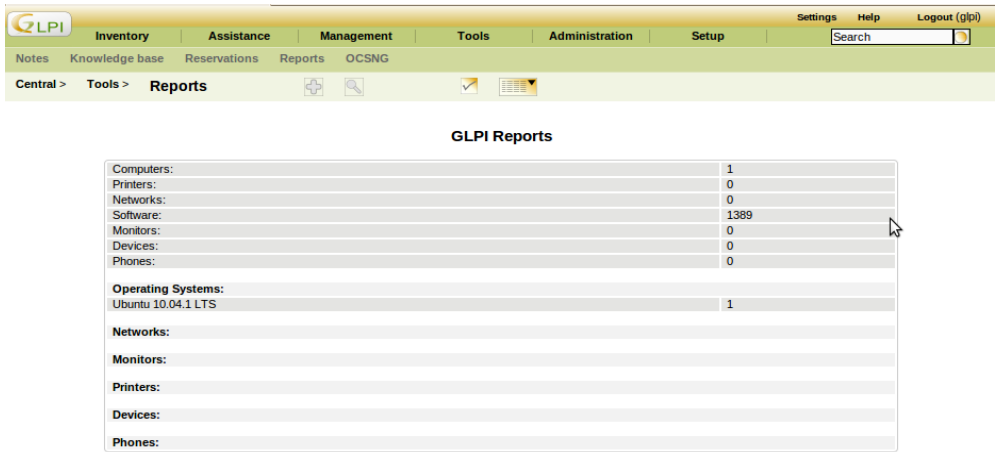 GLPI
Settings Help Logout (glpi)
Inventory Assistance Management Tools Administration Setup Search
Notes Knowledge base Reservations Reports OCSNG
Central > Tools > Reports
GLPI Reports
Computers: 1
Printers: 0
Networks: 0
Software: 1389
Monitors: 0
Devices: 0
Phones: 0
Operating Systems:
Ubuntu 10.04.1 LTS 1
Networks:
Monitors:
Printers:
Devices:
Phones: